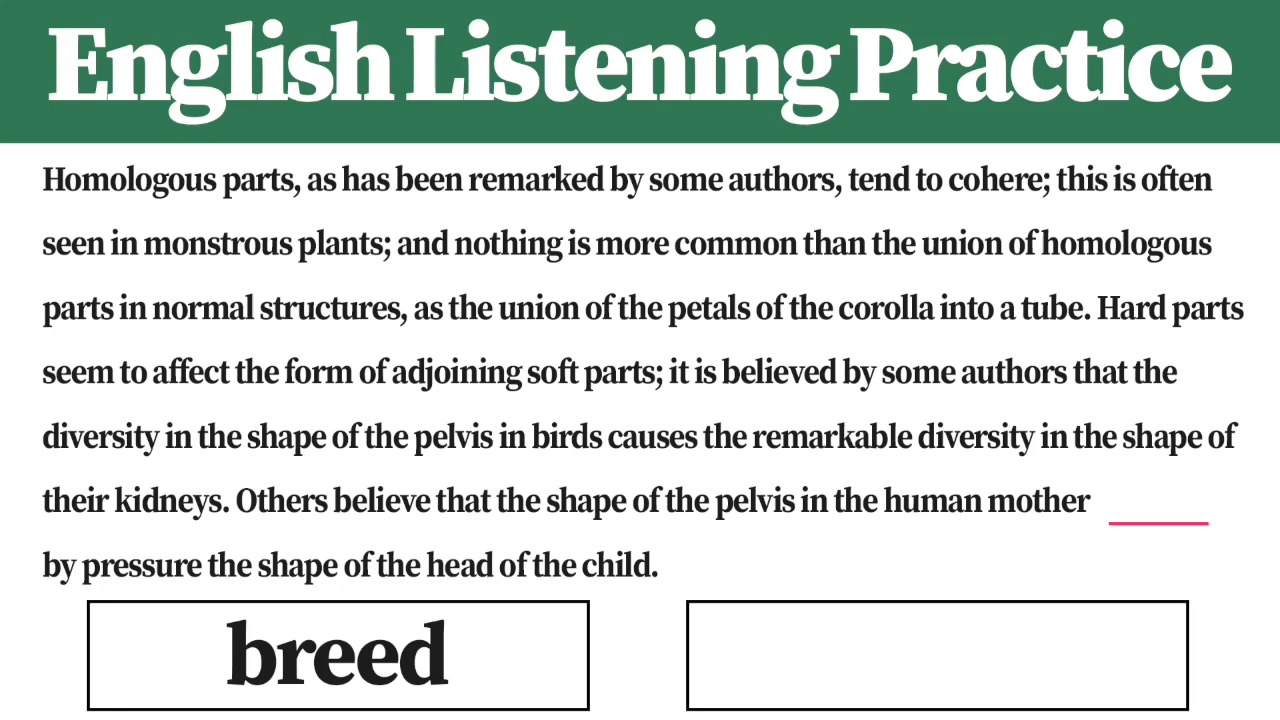 English Listening Practice
Homologous parts, as has been remarked by some authors, tend to cohere; this is often
seen in monstrous plants; and nothing is more common than the union of homologous
parts in normal structures, as the union of the petals of the corolla into a tube. Hard parts
seem to affect the form of adjoining soft parts; it is believed by some authors that the
diversity in the shape of the pelvis in birds causes the remarkable diversity in the shape of
their kidneys. Others believe that the shape of the pelvis in the human mother
by pressure the shape of the head of the child.
breed